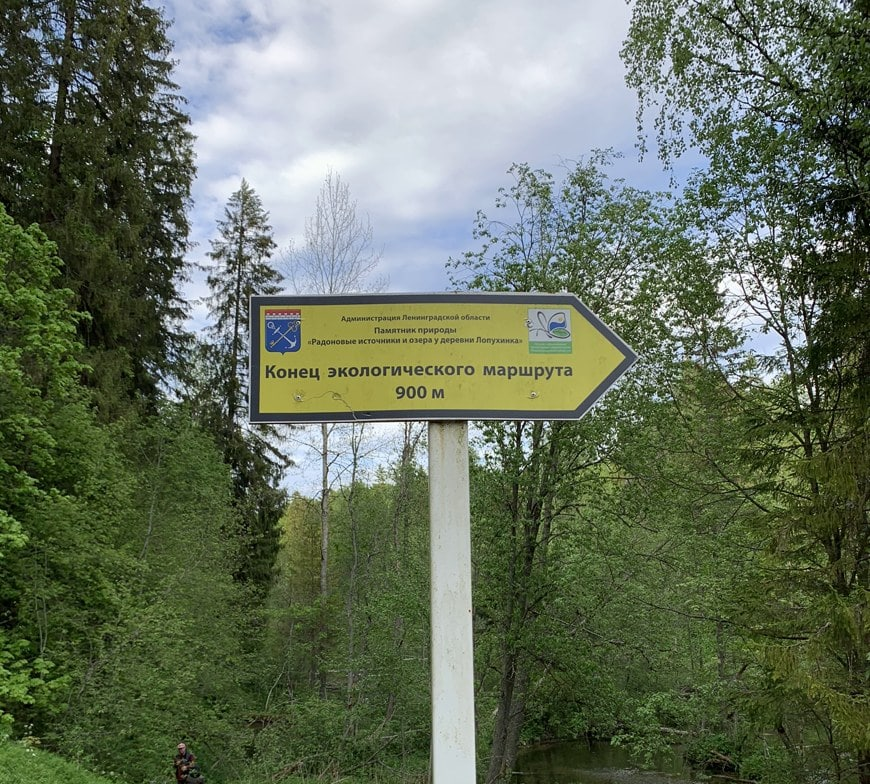 Администрация Ленинградской области
Памятник природы
«Радоновые источники и озера у деревни Лопухинка»
Конец экологического маршрута
900 м